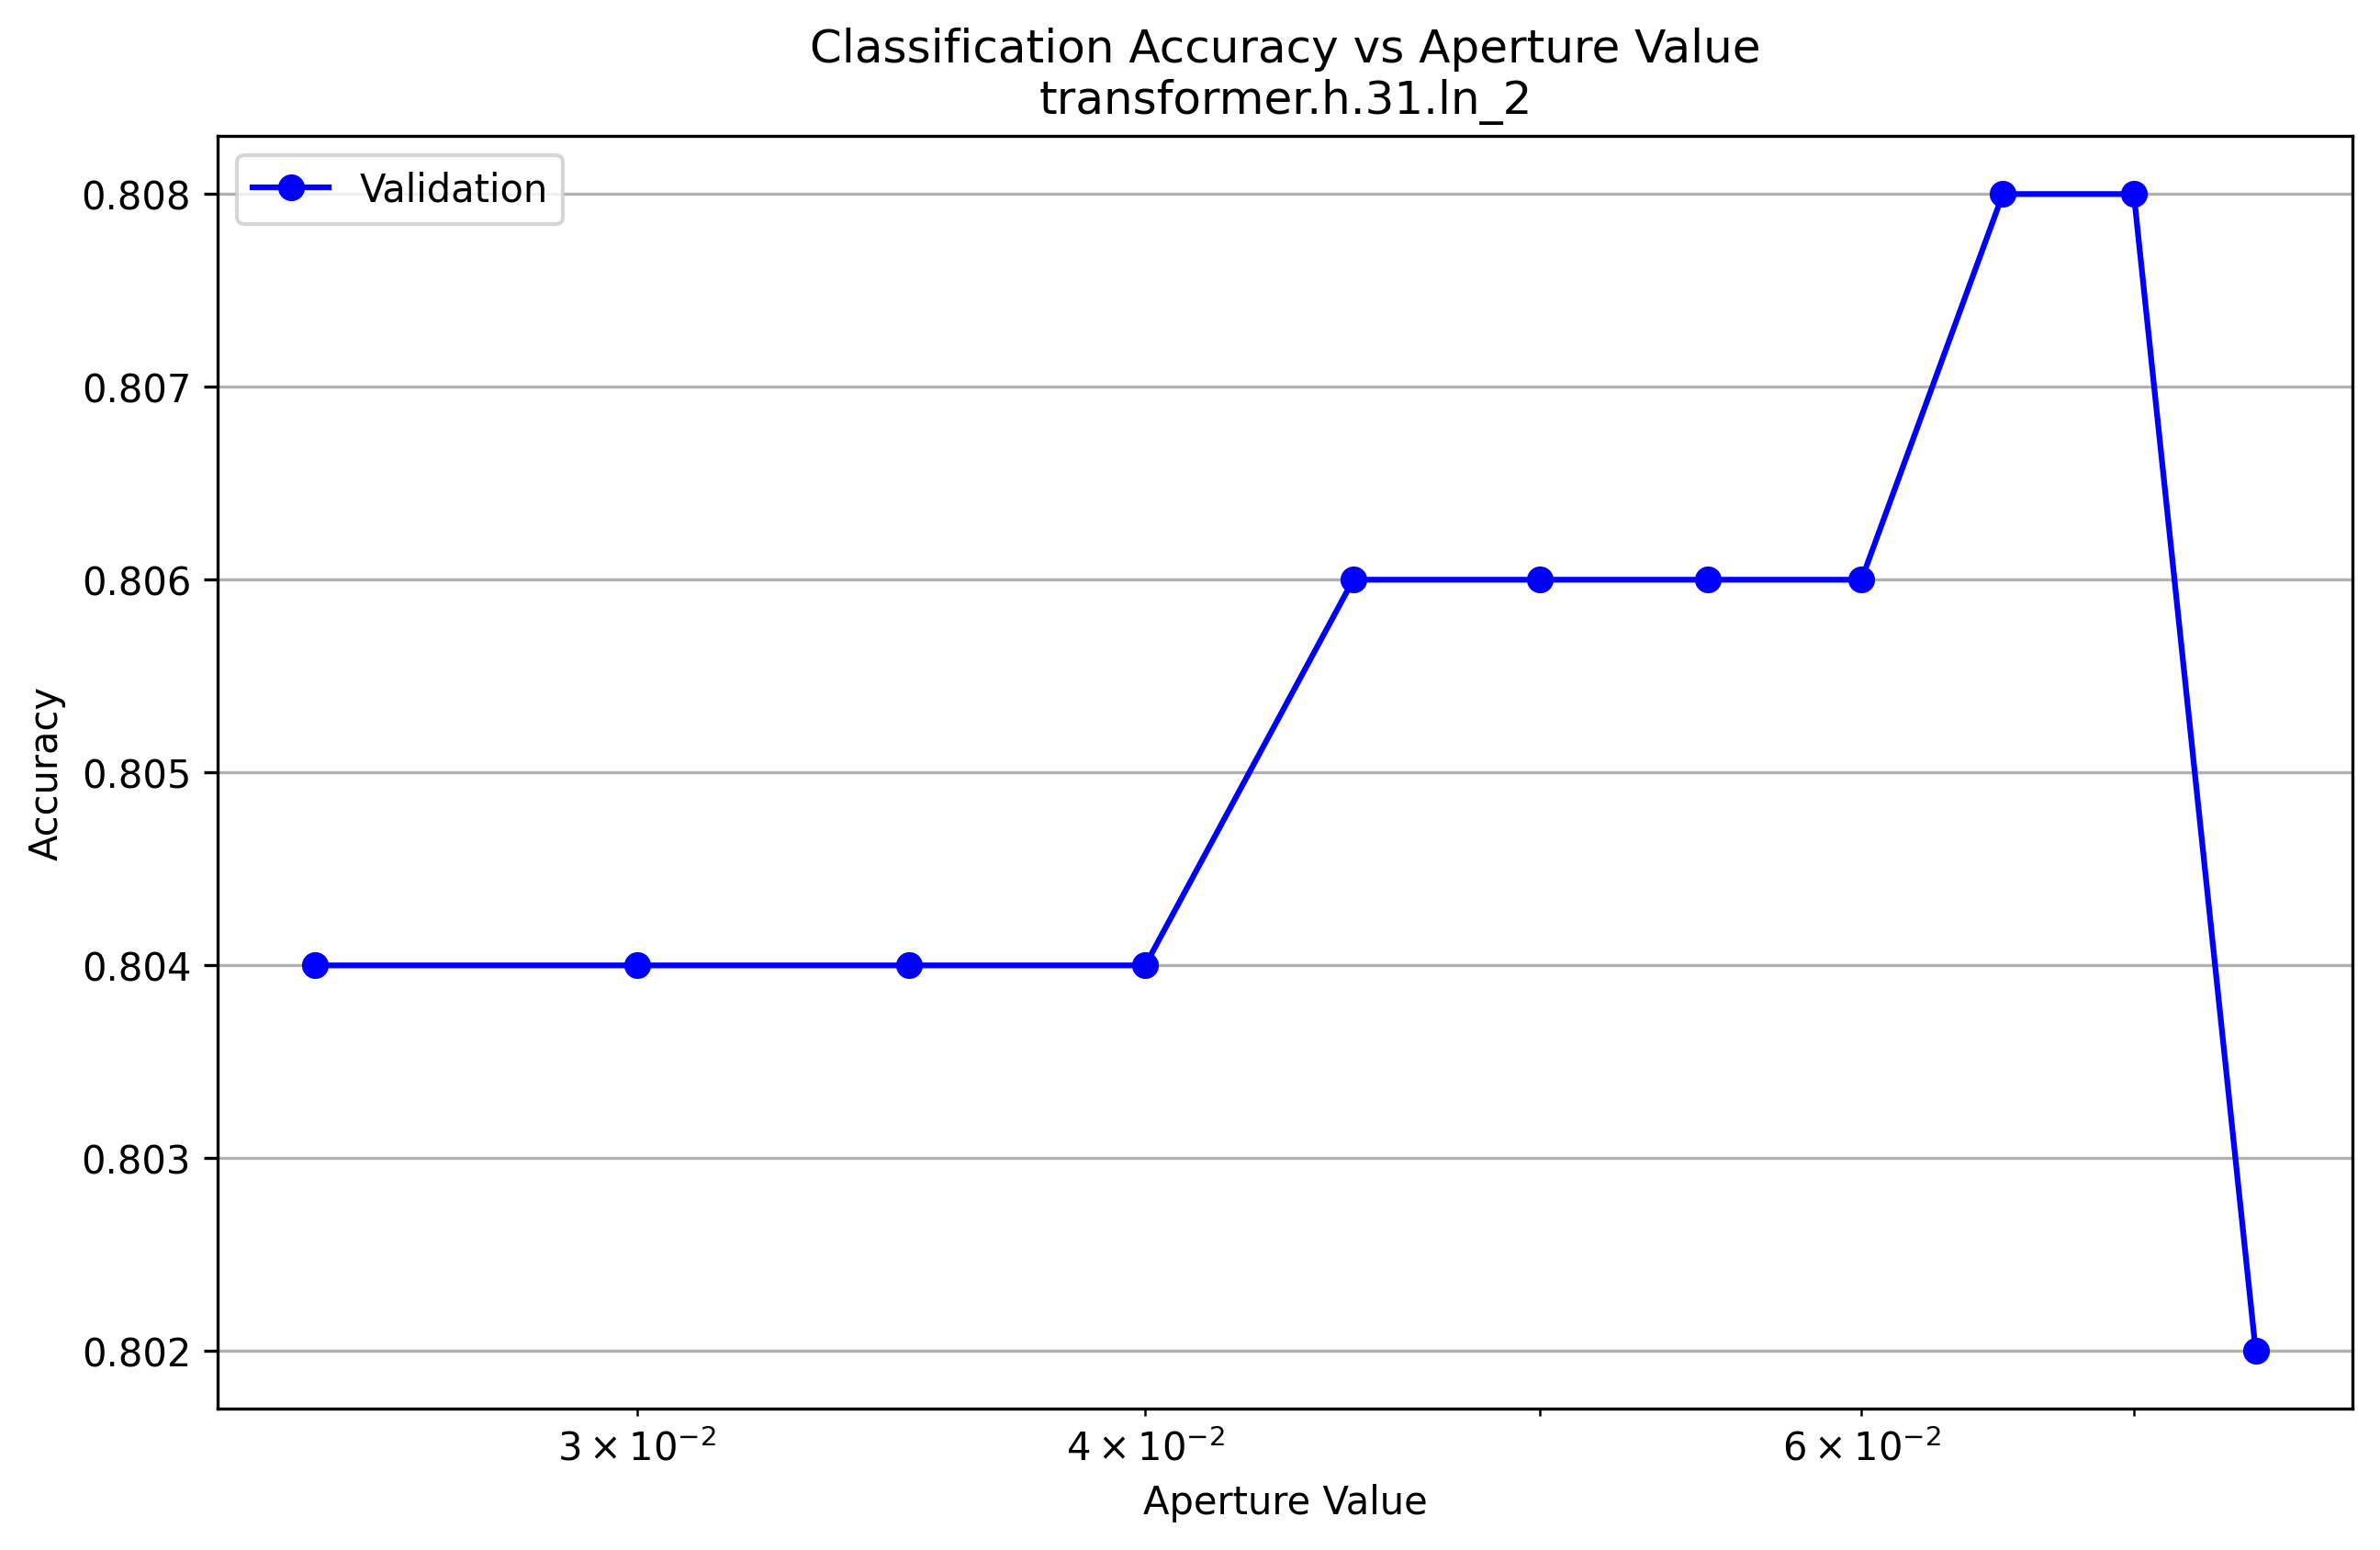 Classification Accuracy vs Aperture Value
transformer.h.31.ln_2
Validation
0.808
0.807
0.806
0.805
0.804
0.803
0.802
Accuracy
3 × 10⁻² 4 × 10⁻² 6 × 10⁻²
Aperture Value